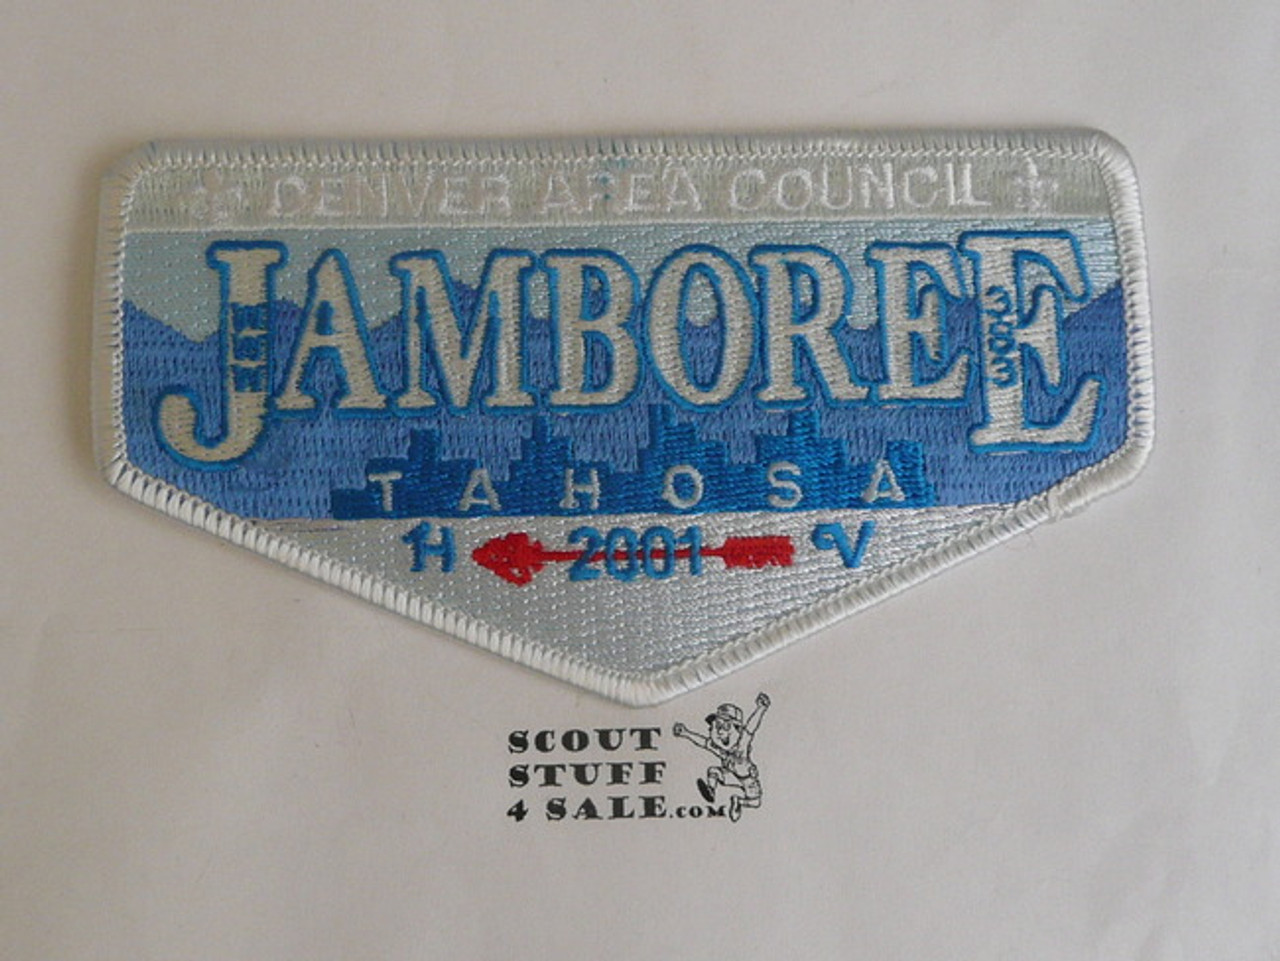 DENVER AREA COUNCIL
JAMBOREE
TAHOSA
H 2001 V
SCOUT
STUFF
4 SALE.COM